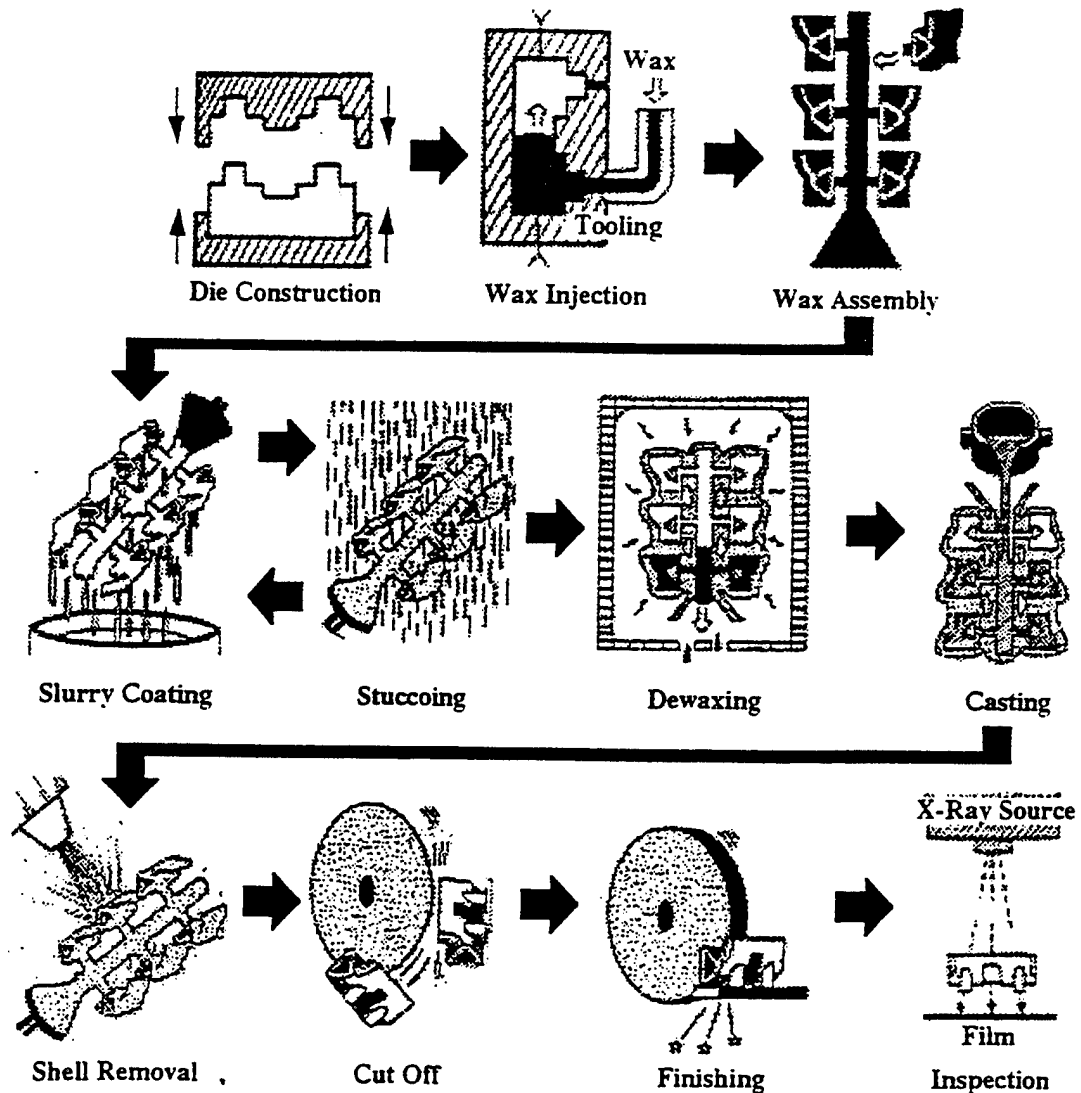 Wax
Tooling
Die Construction
Wax Injection
Wax Assembly
Slurry Coating
Stuccoing
Dewaxing
Casting
X-Ray Source
Film
Shell Removal
Cut Off
Finishing
Inspection